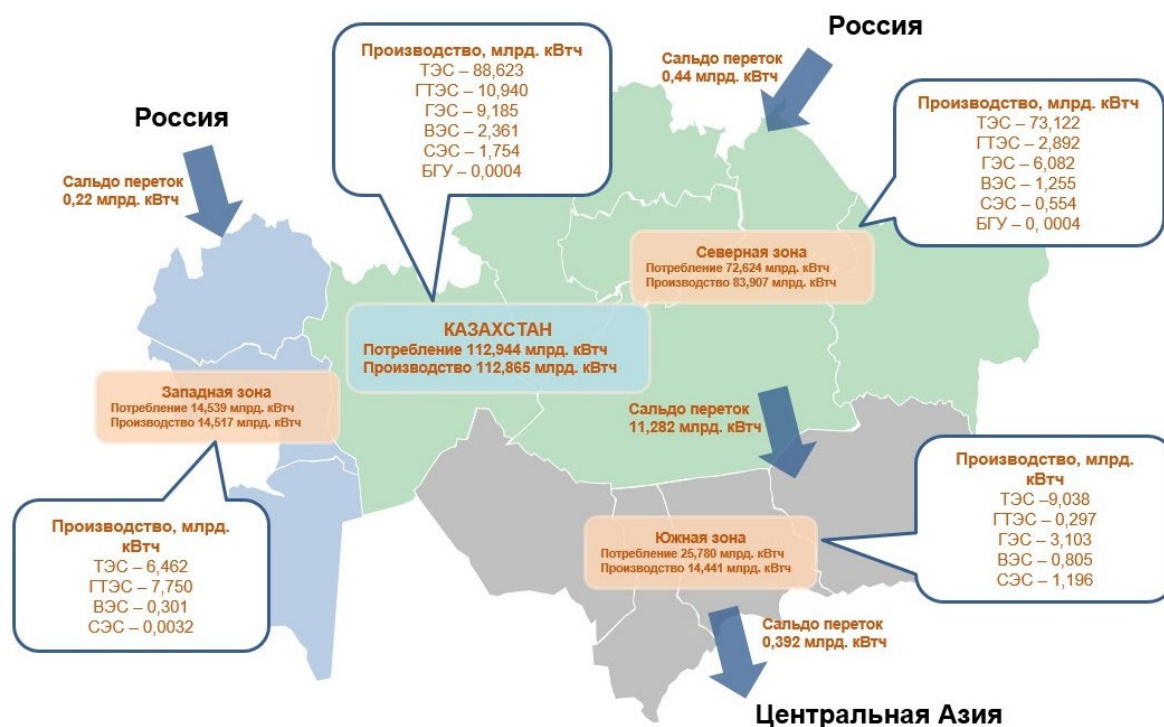 Россия
Сальдо переток
0,22 млрд. кВтч
Производство, млрд. кВтч
ТЭС – 88,623
ГТЭС – 10,940
ГЭС – 9,185
ВЭС – 2,361
СЭС – 1,754
БГУ – 0,0004
Россия
Сальдо переток
0,44 млрд. кВтч
Производство, млрд. кВтч
ТЭС – 73,122
ГТЭС – 2,892
ГЭС – 6,082
ВЭС – 1,255
СЭС – 0,554
БГУ – 0, 0004
Северная зона
Потребление 72,624 млрд. кВтч
Производство 83,907 млрд. кВтч
КАЗАХСТАН
Потребление 112,944 млрд. кВтч
Производство 112,865 млрд. кВтч
Западная зона
Потребление 14,539 млрд. кВтч
Производство 14,517 млрд. кВтч
Сальдо переток
11,282 млрд. кВтч
Производство, млрд.
кВтч
ТЭС – 6,462
ГТЭС – 7,750
ВЭС – 0,301
СЭС – 0,0032
Южная зона
Потребление 25,780 млрд. кВтч
Производство 14,441 млрд. кВтч
Производство, млрд.
кВтч
ТЭС –9,038
ГТЭС – 0,297
ГЭС – 3,103
ВЭС – 0,805
СЭС – 1,196
Сальдо переток
0,392 млрд. кВтч
Центральная Азия